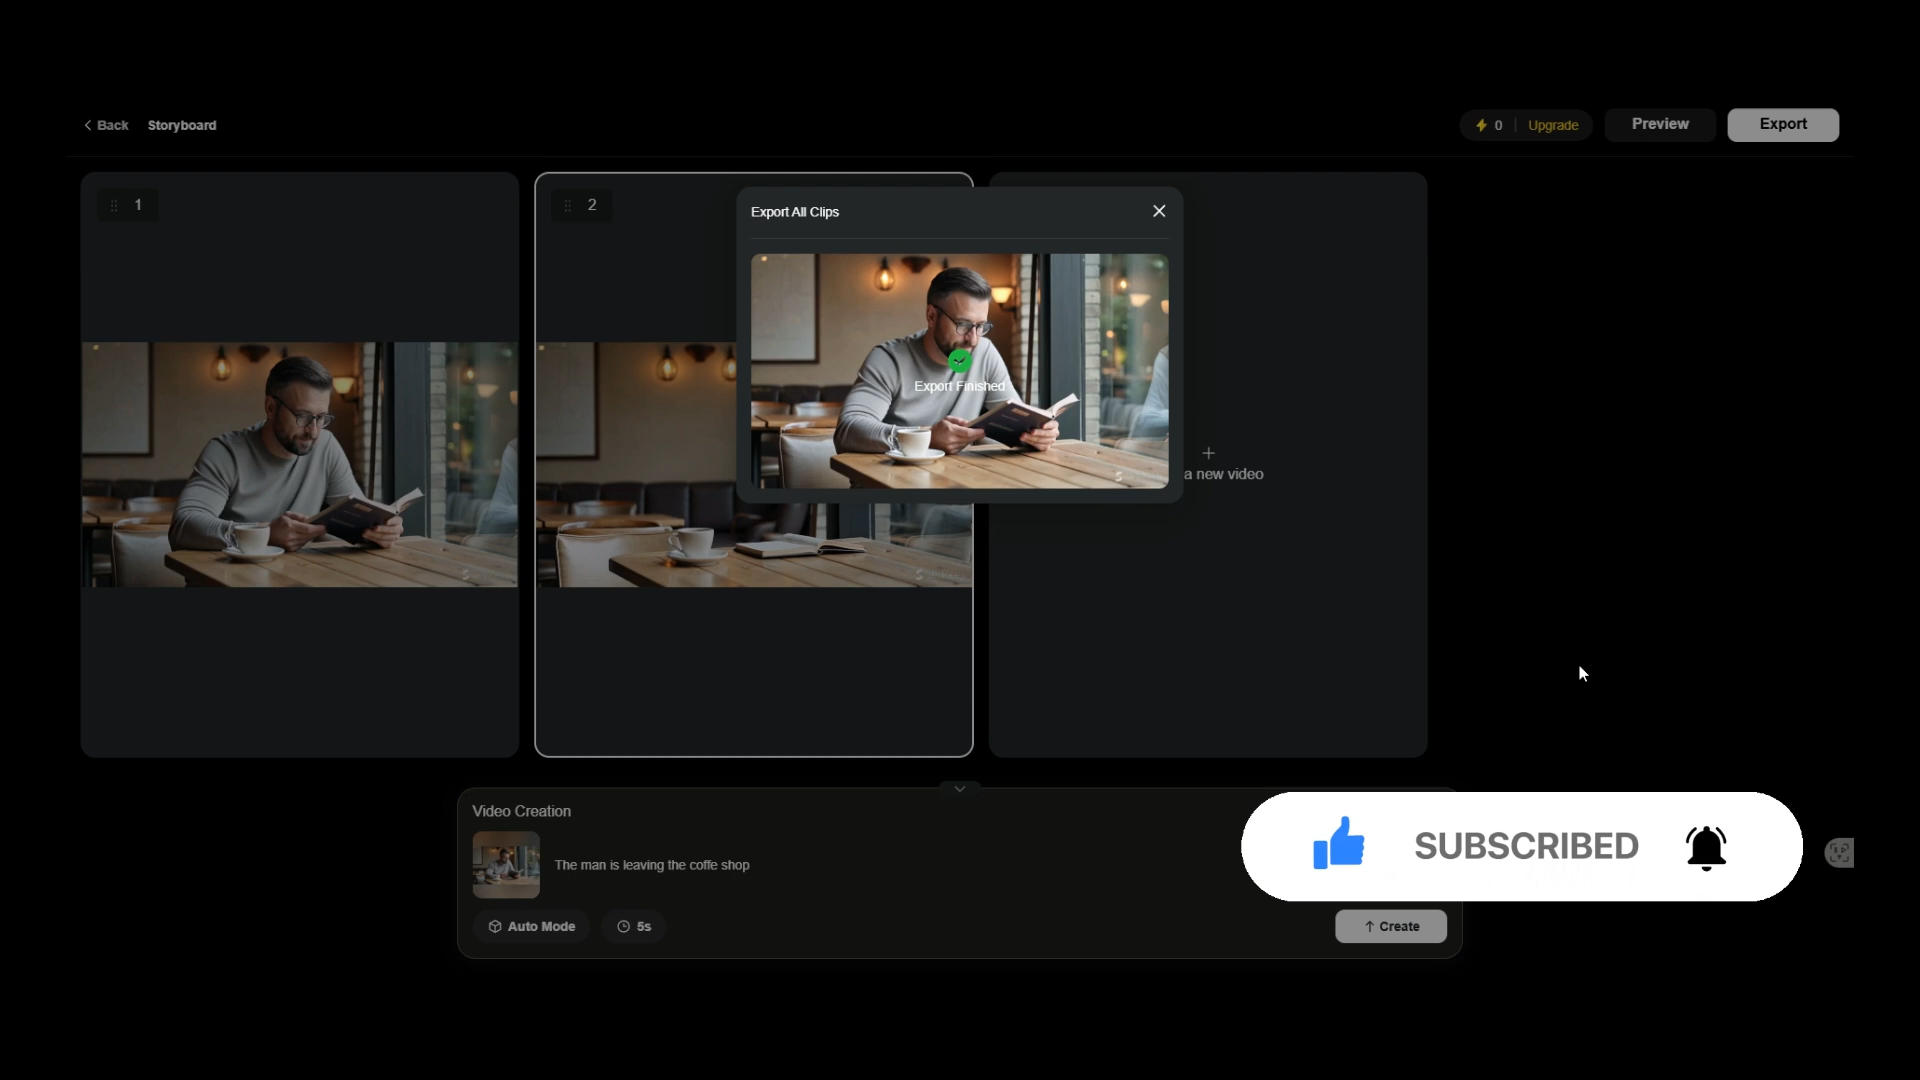 Back
Storyboard
0
Upgrade
Preview
Export
1
2
Export All Clips
Export Finished
a new video
Video Creation
The man is leaving the coffe shop
Auto Mode
5s
Create
SUBSCRIBED